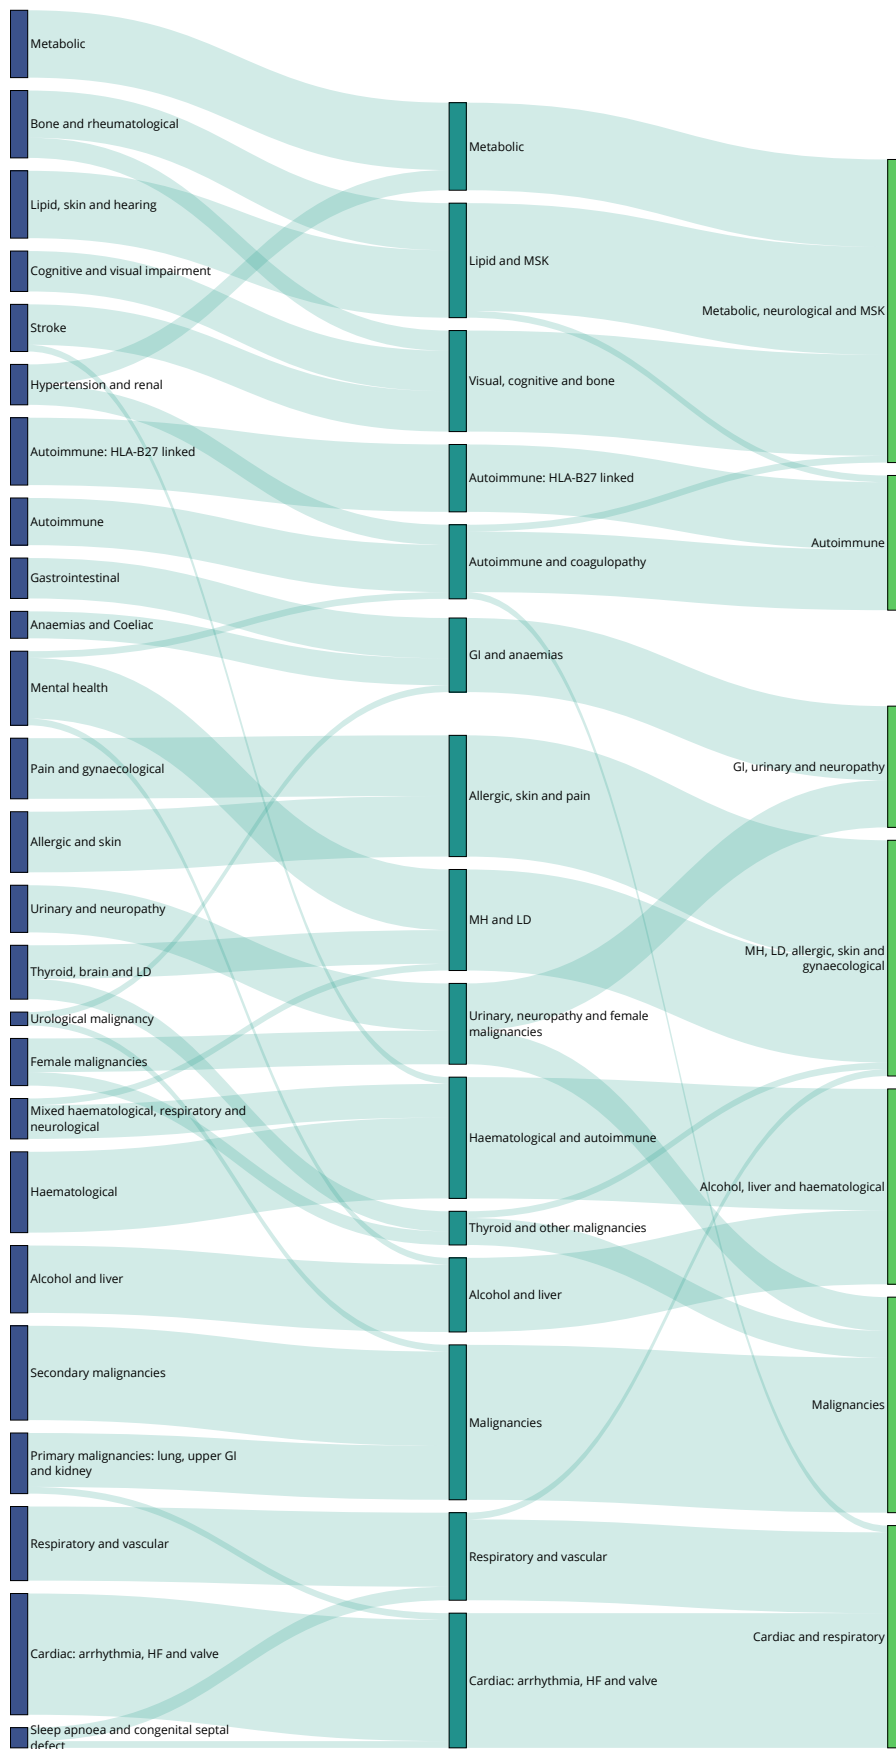 Metabolic
Bone and rheumatological
Lipid, skin and hearing
Cognitive and visual impairment
Stroke
Hypertension and renal
Autoimmune: HLA-B27 linked
Autoimmune
Gastrointestinal
Anaemias and Coeliac
Mental health
Pain and gynaecological
Allergic and skin
Urinary and neuropathy
Thyroid, brain and LD
Urological malignancy
Female malignancies
Mixed haematological, respiratory and
neurological
Haematological
Alcohol and liver
Secondary malignancies
Primary malignancies: lung, upper GI
and kidney
Respiratory and vascular
Cardiac: arrhythmia, HF and valve
Sleep apnoea and congenital septal
defect
Metabolic
Lipid and MSK
Visual, cognitive and bone
Autoimmune: HLA-B27 linked
Autoimmune and coagulopathy
GI and anaemias
Allergic, skin and pain
MH and LD
Urinary, neuropathy and female
malignancies
Haematological and autoimmune
Thyroid and other malignancies
Alcohol and liver
Malignancies
Respiratory and vascular
Cardiac: arrhythmia, HF and valve
Metabolic, neurological and MSK
Autoimmune
GI, urinary and neuropathy
MH, LD, allergic, skin and
gynaecological
Alcohol, liver and haematological
Malignancies
Cardiac and respiratory